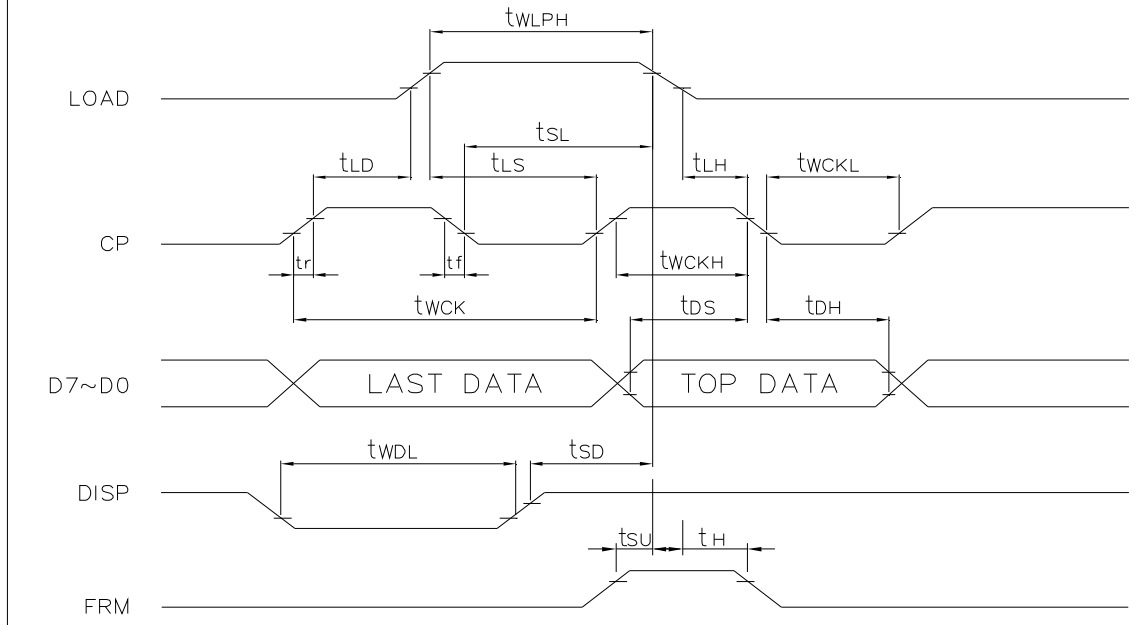 tWLPH
LOAD
tSL
tLD
tLS
tLH
tWCKL
CP
tr
tf
tWCKH
tWCK
tDS
tDH
D7~D0
LAST DATA
TOP DATA
tWDL
tSD
DISP
tSU
tH
FRM